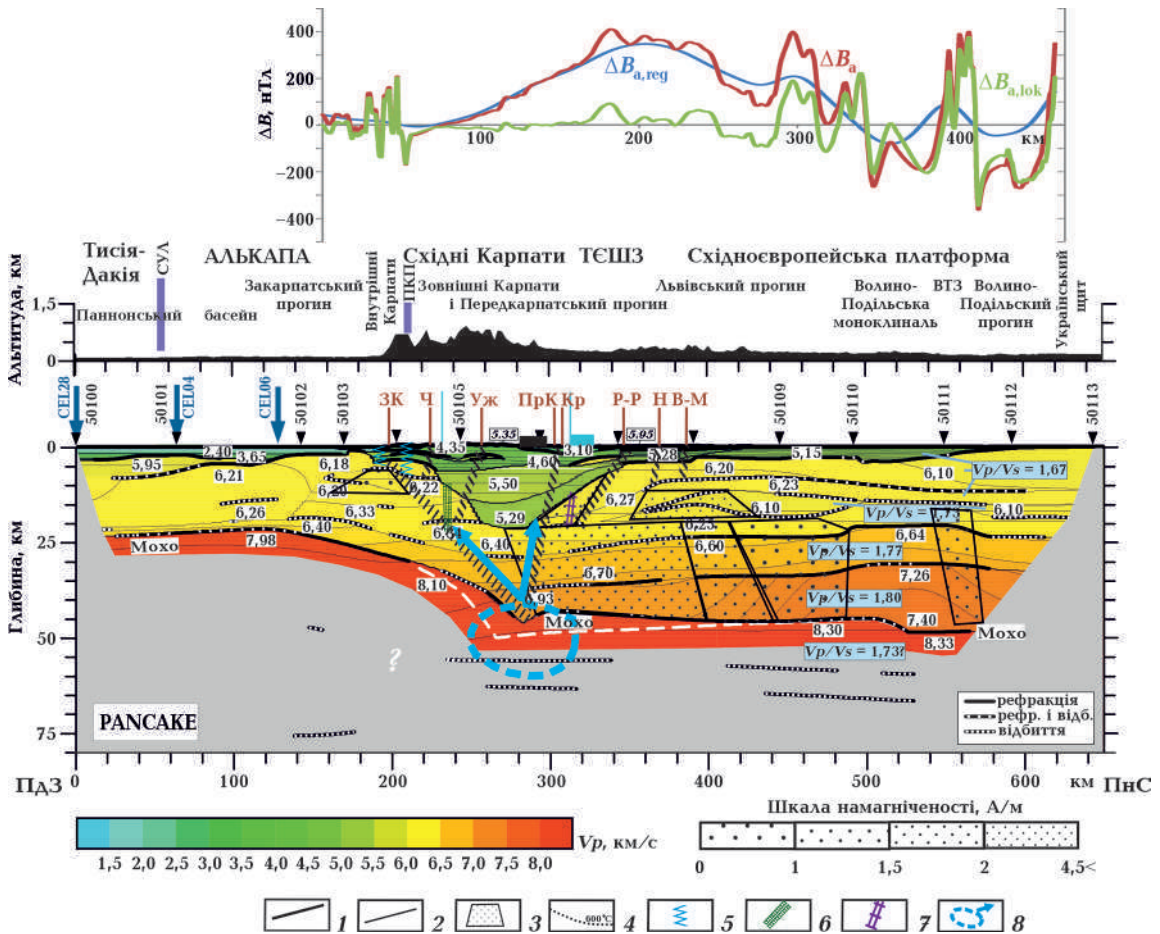 400
200
0
−200
−400
ΔB, нТл
ΔBa,reg
ΔBa
ΔBa,lok
100
200
300
400
км
Тисія-
Дакія
СУЛ
АЛЬКАПА
Східні Карпати
ТЄШЗ
Східноєвропейська платформа
Закарпатський
прогин
Внутрішні
Карпати
ПКП
Зовнішні Карпати
і Передкарпатський прогин
Львівський прогин
Волино-
Подільська
моноклиналь
ВТЗ
Волино-
Подільский
прогин
Український
щит
Паннонський
басейн
Альтитуда, км
1,5
0
CEL28
50100
50101
CEL04
CEL06
50102
50103
ЗК
Ч
50105
Уж
ПрК
Кр
Р-Р
Н
В-М
50109
50110
50111
50112
50113
5.35
5.95
Глибина, км
0
25
50
75
2,40
3,65
4,35
4,60
3,10
5,28
5,15
5,95
6,21
6,18
6,20
6,22
5,50
6,27
6,20
6,23
6,10
Vp/Vs = 1,67
6,26
6,33
6,40
6,64
5,29
6,10
6,10
Vp/Vs = 1,73
6,23
6,40
6,60
6,64
Мохо
7,98
8,10
6,70
Vp/Vs = 1,77
7,26
6,93
Vp/Vs = 1,80
7,40
Мохо
8,30
8,33
Мохо
Vp/Vs = 1,73?
?
PANCAKE
рефракція
рефр. і відб.
відбиття
ПдЗ
0
100
200
300
400
500
600
км
ПнС
Шкала намагніченості, А/м
0
1
1,5
2
4,5<
Vp, км/с
1,5
2,0
2,5
3,0
3,5
4,0
4,5
5,0
5,5
6,0
6,5
7,0
7,5
8,0
1
2
3
600°C
4
5
6
7
8